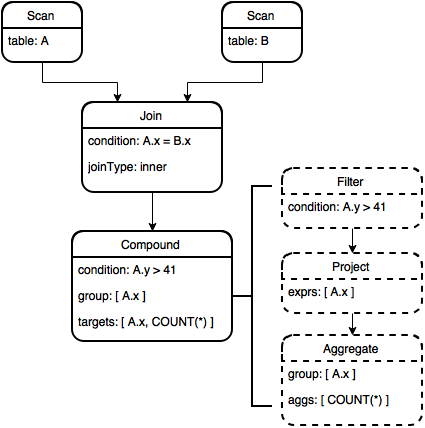 Scan
table: A
Scan
table: B
Join
condition: A.x = B.x
joinType: inner
Compound
condition: A.y > 41
group: [ A.x ]
targets: [ A.x, COUNT(*) ]
Filter
condition: A.y > 41
Project
exprs: [ A.x ]
Aggregate
group: [ A.x ]
aggs: [ COUNT(*) ]